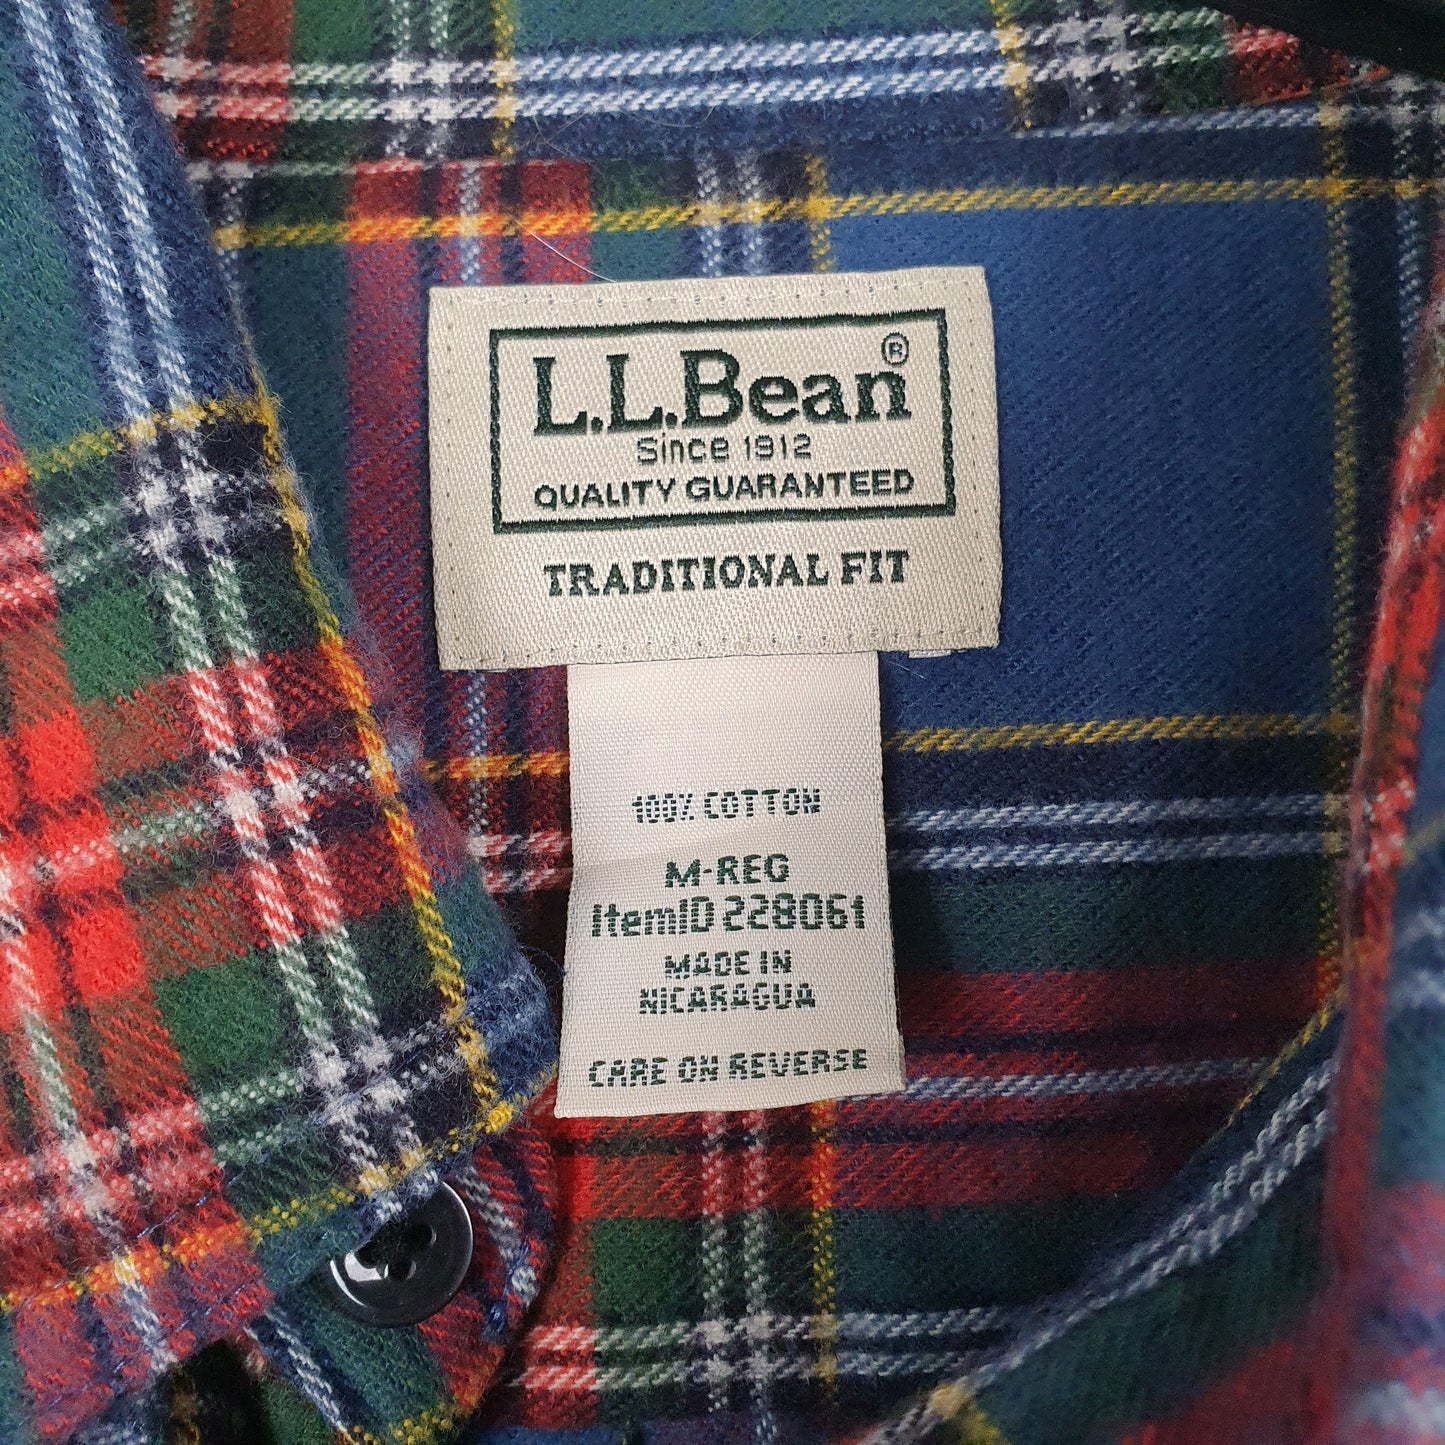 L.L.Bean®
Since 1912
QUALITY GUARANTEED
TRADITIONAL FIT
100% COTTON
M-REG
ItemID 228061
MADE IN
NICARAGUA
CARE ON REVERSE